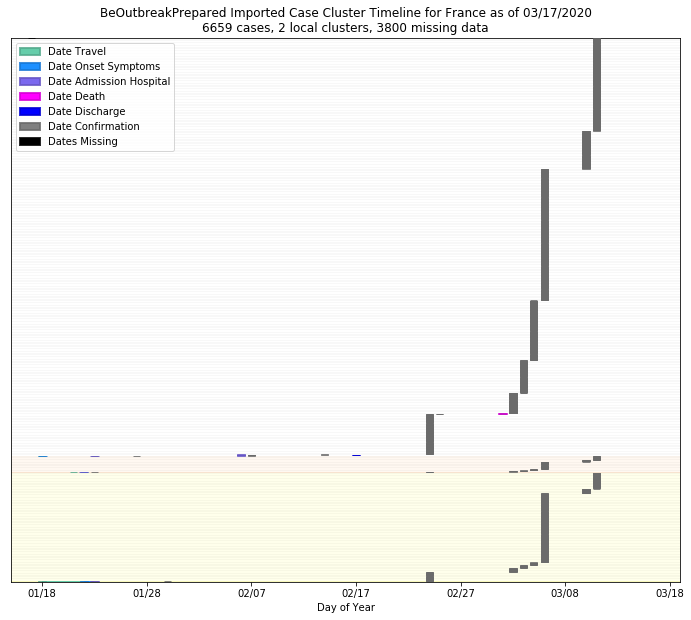 BeOutbreakPrepared Imported Case Cluster Timeline for France as of 03/17/2020
6659 cases, 2 local clusters, 3800 missing data
Date Travel
Date Onset Symptoms
Date Admission Hospital
Date Death
Date Discharge
Date Confirmation
Dates Missing
01/18 01/28 02/07 02/17 02/27 03/08 03/18
Day of Year